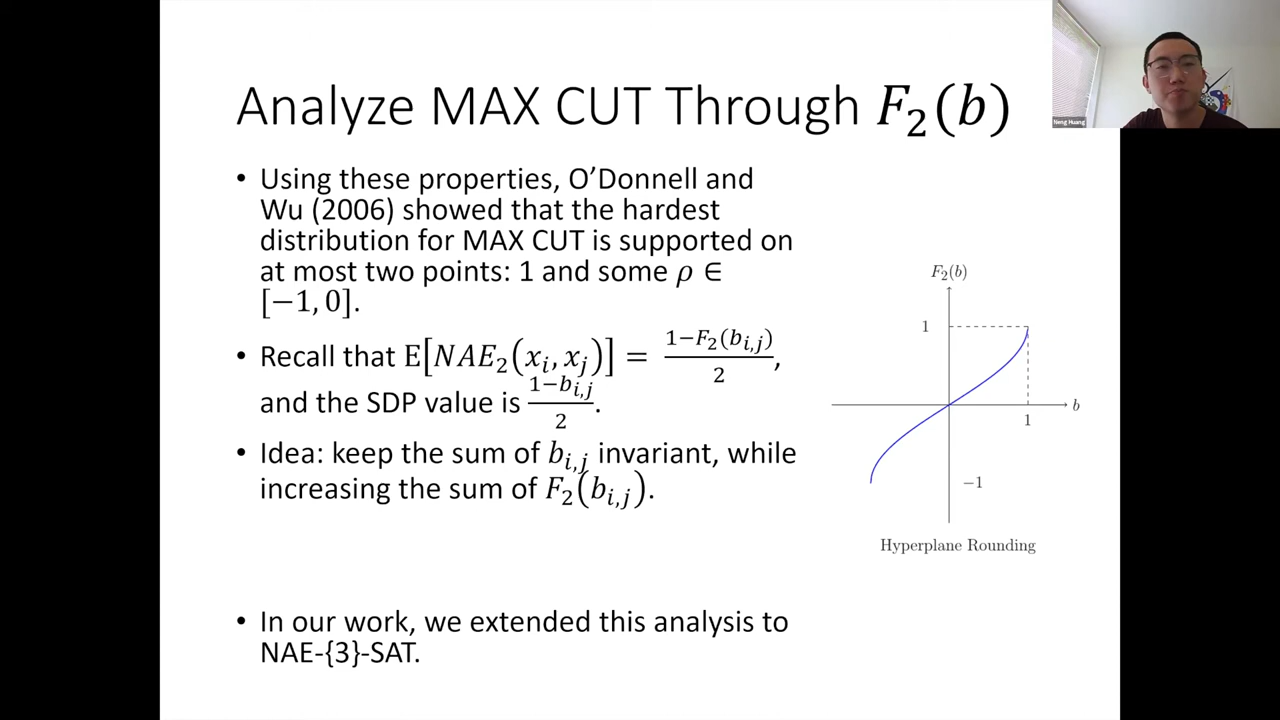 Analyze MAX CUT Through F₂(b)
• Using these properties, O’Donnell and
Wu (2006) showed that the hardest
distribution for MAX CUT is supported on
at most two points: 1 and some ρ ∈
[−1, 0].
• Recall that E[NAE₂(xᵢ, xⱼ)] = (1−F₂(b_{i,j}))/2,
and the SDP value is (1−b_{i,j})/2.
• Idea: keep the sum of b_{i,j} invariant, while
increasing the sum of F₂(b_{i,j}).
• In our work, we extended this analysis to
NAE-{3}-SAT.
F₂(b)
1
b
1
−1
Hyperplane Rounding
Neng Huang